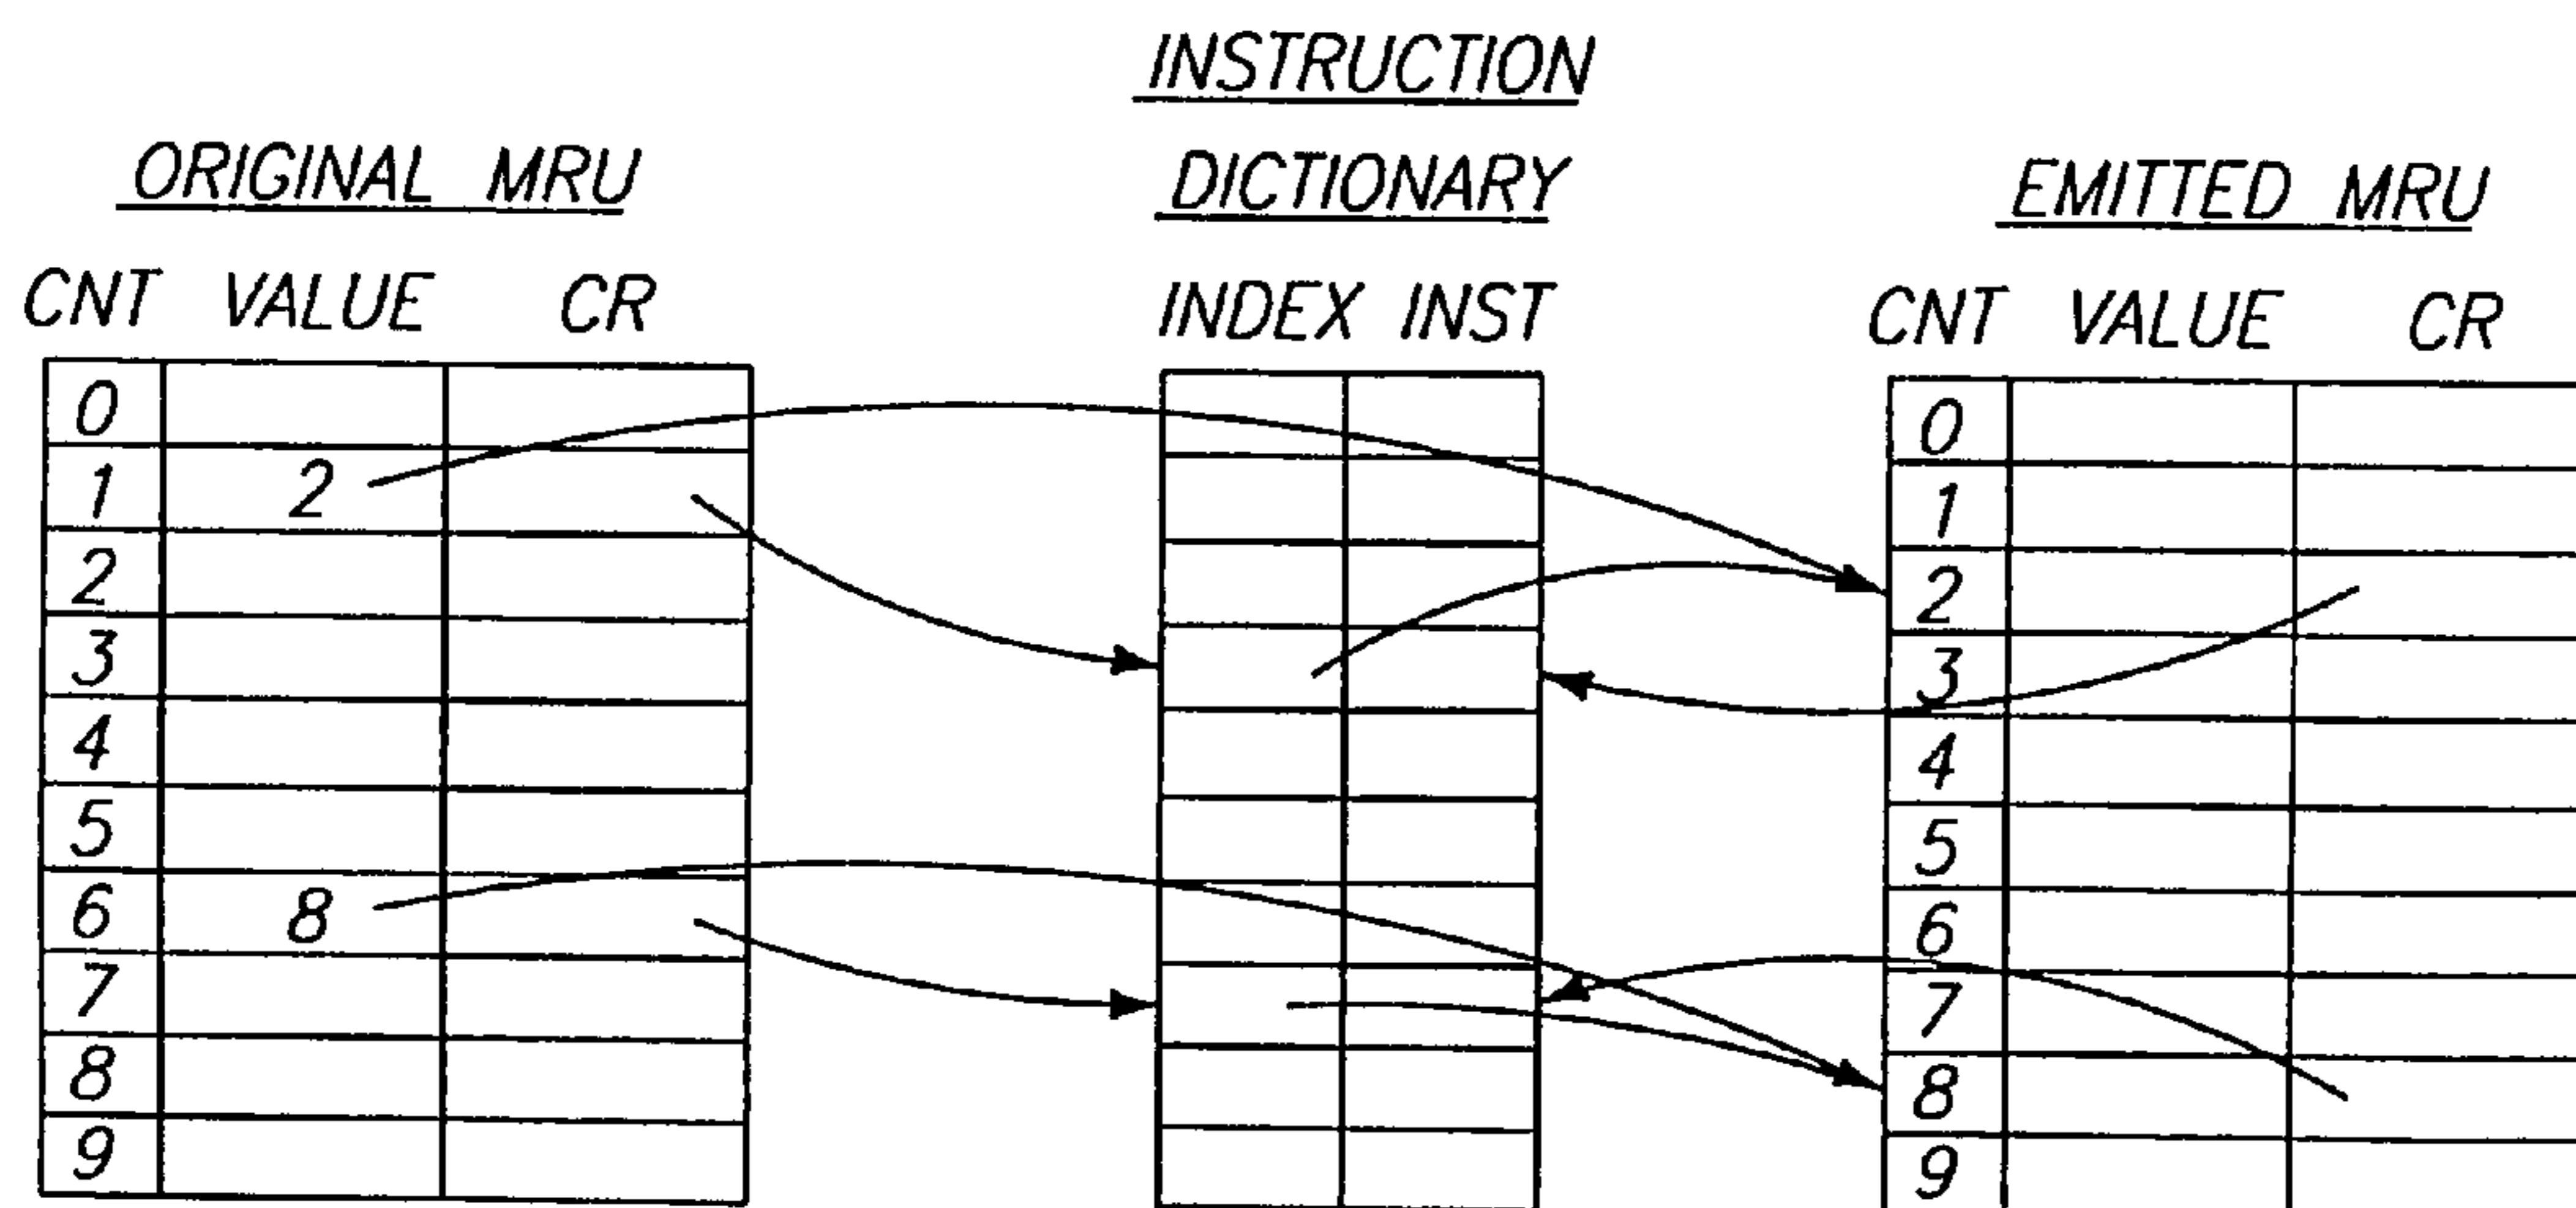 INSTRUCTION
DICTIONARY
ORIGINAL MRU
EMITTED MRU
CNT VALUE CR
INDEX INST
CNT VALUE CR
0
1 2
2
3
4
5
6 8
7
8
9
0
1
2
3
4
5
6
7
8
9